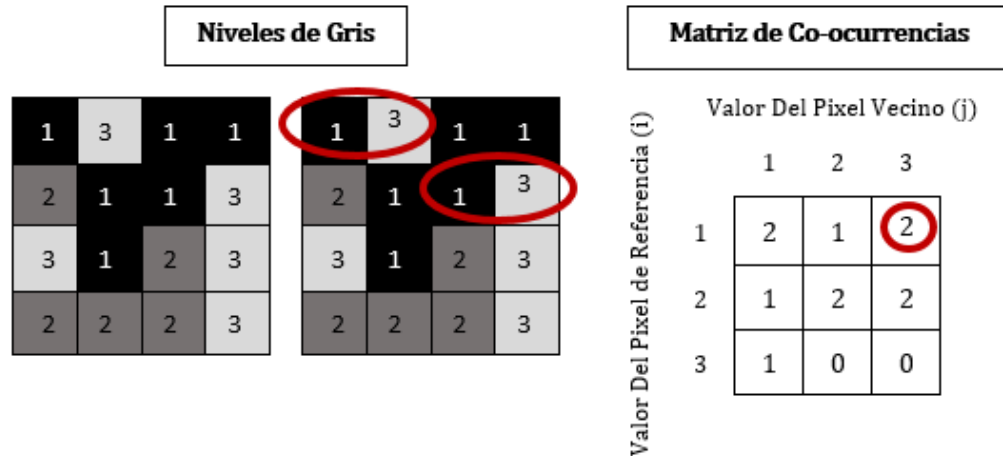 Niveles de Gris
Matriz de Co-ocurrencias
1 3 1 1
2 1 1 3
3 1 2 3
2 2 2 3
1 3 1 1
2 1 1 3
3 1 2 3
2 2 2 3
Valor Del Pixel Vecino (j)
Valor Del Pixel de Referencia (i)
1 2 3
1 2 1 2
2 1 2 2
3 1 0 0